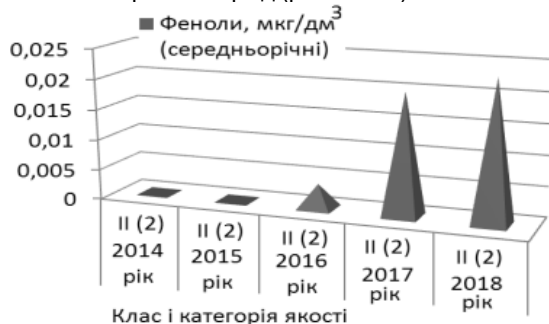 Феноли, мкг/дм³
(середньорічні)
0,025
0,02
0,015
0,01
0,005
0
II (2)
2014
рік
II (2)
2015
рік
II (2)
2016
рік
II (2)
2017
рік
II (2)
2018
рік
Клас і категорія якості